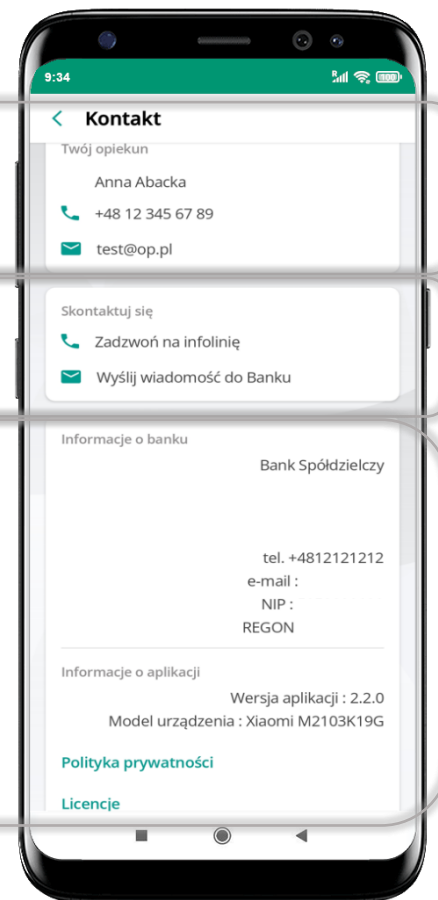 9:34
100
Kontakt
Twój opiekun
Anna Abacka
+48 12 345 67 89
test@op.pl
Skontaktuj się
Zadzwoń na infolinię
Wyślij wiadomość do Banku
Informacje o banku
Bank Spółdzielczy
tel. +4812121212
e-mail :
NIP :
REGON
Informacje o aplikacji
Wersja aplikacji : 2.2.0
Model urządzenia : Xiaomi M2103K19G
Polityka prywatności
Licencje